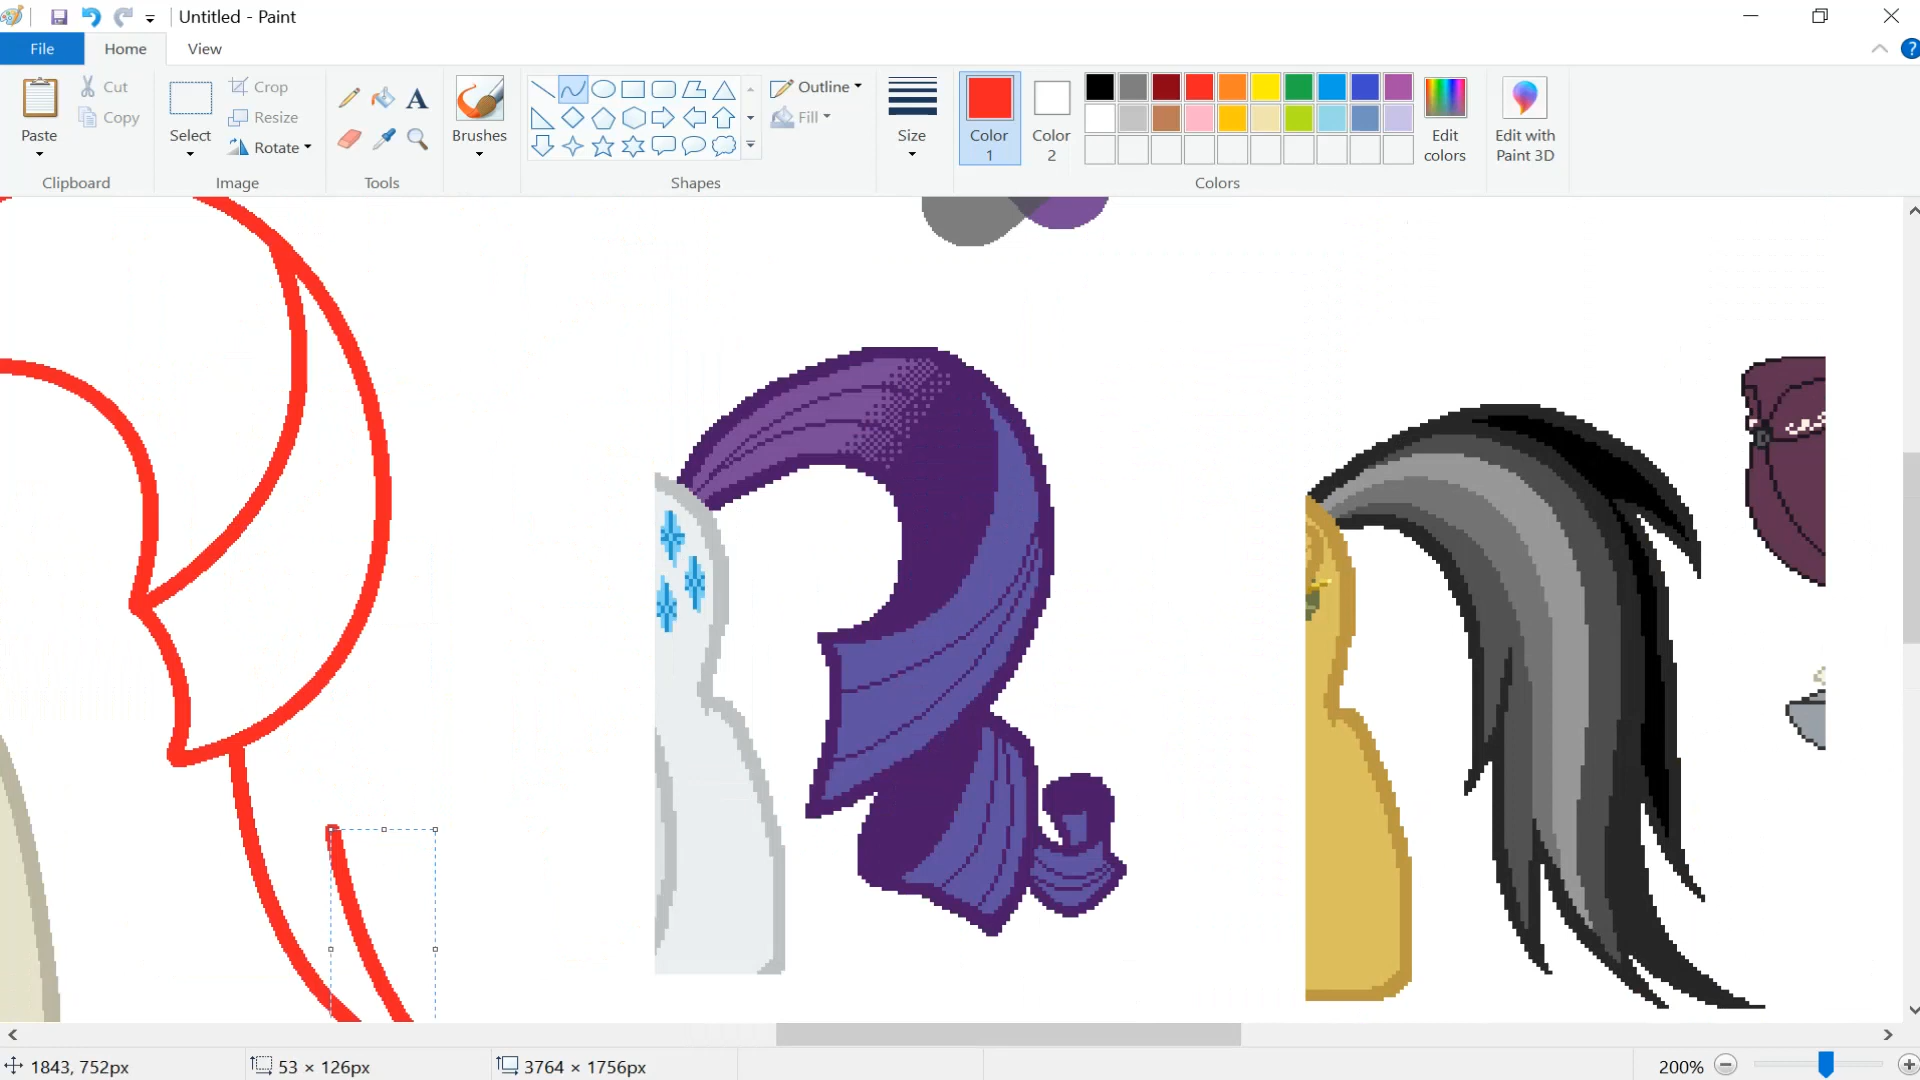 Untitled - Paint
File
Home
View
Paste
Cut
Copy
Clipboard
Select
Crop
Resize
Rotate
Image
A
Tools
Brushes
Shapes
Outline
Fill
Size
Color
1
Color
2
Edit
colors
Edit with
Paint 3D
Colors
?
1843, 752px
53 × 126px
3764 × 1756px
200%